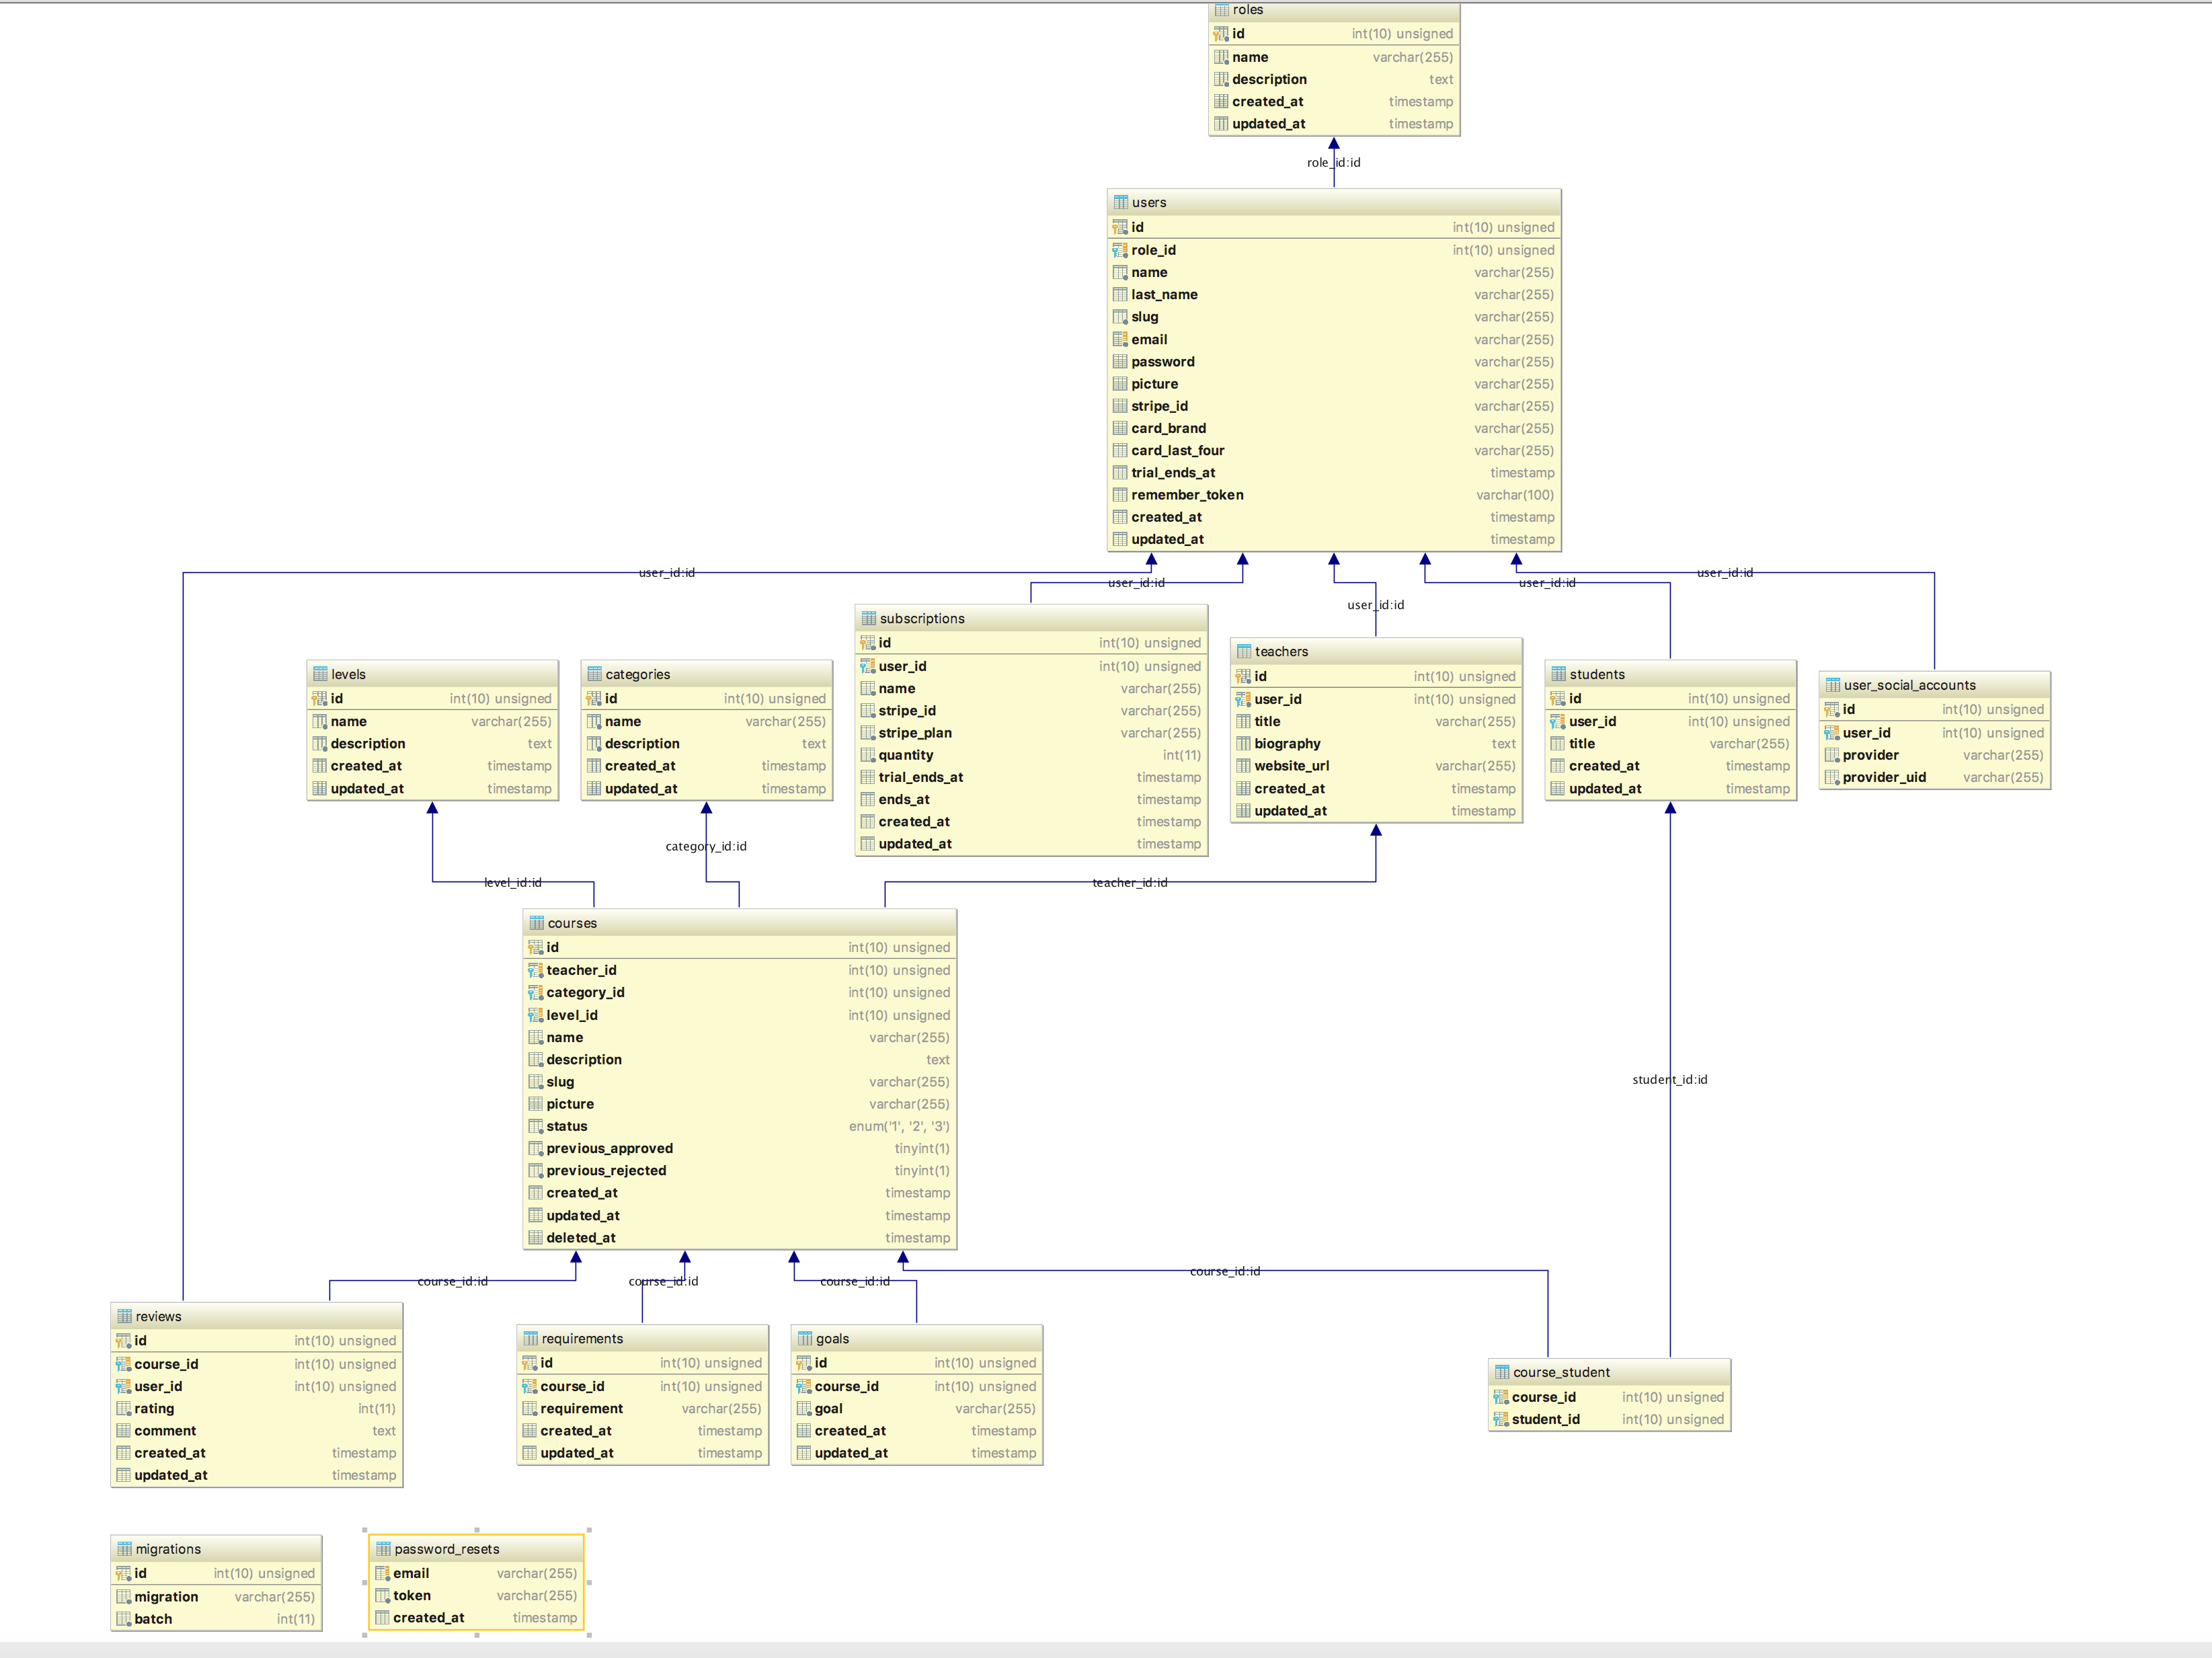 roles
id int(10) unsigned
name varchar(255)
description text
created_at timestamp
updated_at timestamp
role_id:id
users
id int(10) unsigned
role_id int(10) unsigned
name varchar(255)
last_name varchar(255)
slug varchar(255)
email varchar(255)
password varchar(255)
picture varchar(255)
stripe_id varchar(255)
card_brand varchar(255)
card_last_four varchar(255)
trial_ends_at timestamp
remember_token varchar(100)
created_at timestamp
updated_at timestamp
user_id:id
user_id:id
user_id:id
user_id:id
user_id:id
levels
id int(10) unsigned
name varchar(255)
description text
created_at timestamp
updated_at timestamp
categories
id int(10) unsigned
name varchar(255)
description text
created_at timestamp
updated_at timestamp
subscriptions
id int(10) unsigned
user_id int(10) unsigned
name varchar(255)
stripe_id varchar(255)
stripe_plan varchar(255)
quantity int(11)
trial_ends_at timestamp
ends_at timestamp
created_at timestamp
updated_at timestamp
teachers
id int(10) unsigned
user_id int(10) unsigned
title varchar(255)
biography text
website_url varchar(255)
created_at timestamp
updated_at timestamp
students
id int(10) unsigned
user_id int(10) unsigned
title varchar(255)
created_at timestamp
updated_at timestamp
user_social_accounts
id int(10) unsigned
user_id int(10) unsigned
provider varchar(255)
provider_uid varchar(255)
level_id:id
category_id:id
teacher_id:id
student_id:id
courses
id int(10) unsigned
teacher_id int(10) unsigned
category_id int(10) unsigned
level_id int(10) unsigned
name varchar(255)
description text
slug varchar(255)
picture varchar(255)
status enum('1', '2', '3')
previous_approved tinyint(1)
previous_rejected tinyint(1)
created_at timestamp
updated_at timestamp
deleted_at timestamp
course_id:id
course_id:id
course_id:id
course_id:id
reviews
id int(10) unsigned
course_id int(10) unsigned
user_id int(10) unsigned
rating int(11)
comment text
created_at timestamp
updated_at timestamp
requirements
id int(10) unsigned
course_id int(10) unsigned
requirement varchar(255)
created_at timestamp
updated_at timestamp
goals
id int(10) unsigned
course_id int(10) unsigned
goal varchar(255)
created_at timestamp
updated_at timestamp
course_student
course_id int(10) unsigned
student_id int(10) unsigned
migrations
id int(10) unsigned
migration varchar(255)
batch int(11)
password_resets
email varchar(255)
token varchar(255)
created_at timestamp